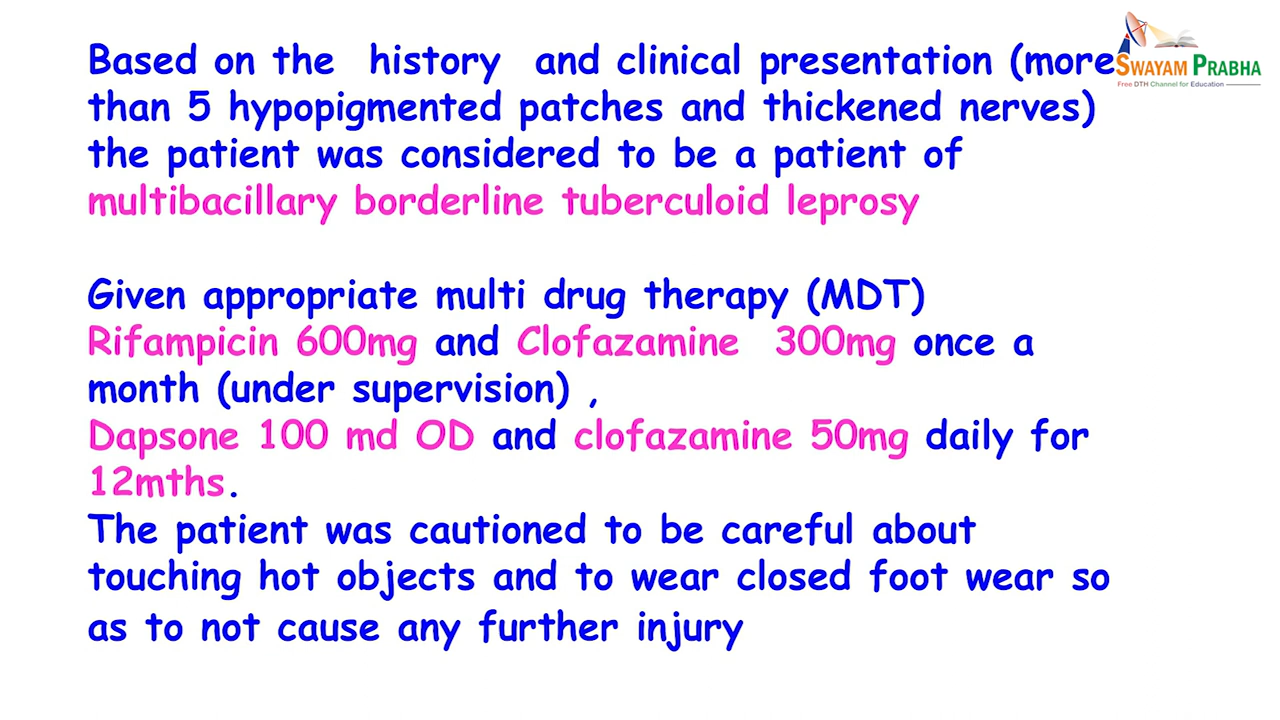 Based on the history and clinical presentation (more
than 5 hypopigmented patches and thickened nerves)
the patient was considered to be a patient of
multibacillary borderline tuberculoid leprosy
Given appropriate multi drug therapy (MDT)
Rifampicin 600mg and Clofazamine 300mg once a
month (under supervision) ,
Dapsone 100 md OD and clofazamine 50mg daily for
12mths.
The patient was cautioned to be careful about
touching hot objects and to wear closed foot wear so
as to not cause any further injury
SWAYAM PRABHA
Free DTH Channel for Education